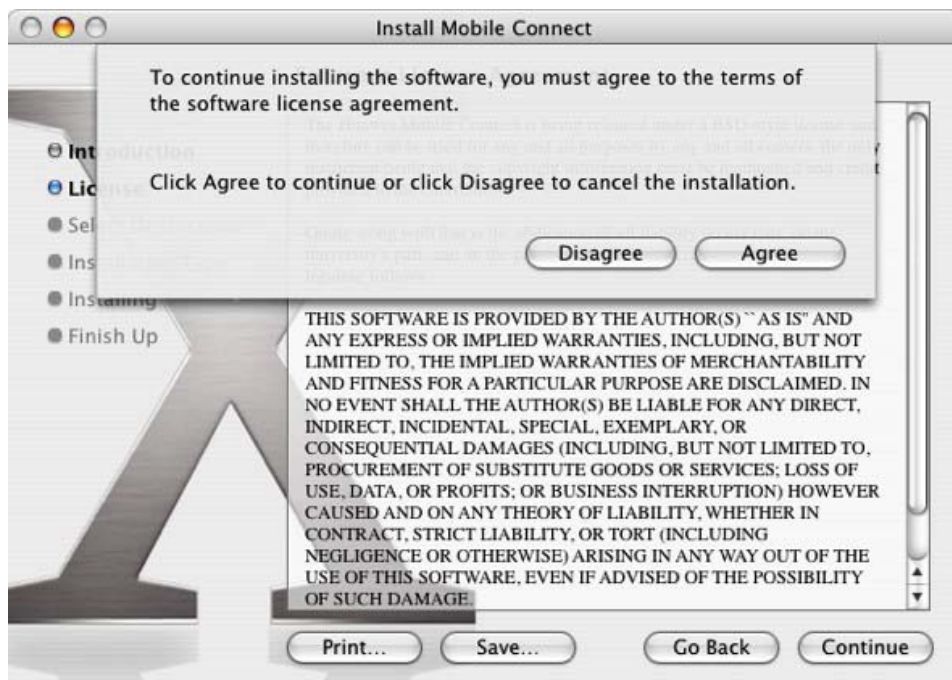 Install Mobile Connect
To continue installing the software, you must agree to the terms of
the software license agreement.
Click Agree to continue or click Disagree to cancel the installation.
Disagree
Agree
Introduction
License
Sel
Ins
Installing
Finish Up
THIS SOFTWARE IS PROVIDED BY THE AUTHOR(S) ``AS IS'' AND
ANY EXPRESS OR IMPLIED WARRANTIES, INCLUDING, BUT NOT
LIMITED TO, THE IMPLIED WARRANTIES OF MERCHANTABILITY
AND FITNESS FOR A PARTICULAR PURPOSE ARE DISCLAIMED. IN
NO EVENT SHALL THE AUTHOR(S) BE LIABLE FOR ANY DIRECT,
INDIRECT, INCIDENTAL, SPECIAL, EXEMPLARY, OR
CONSEQUENTIAL DAMAGES (INCLUDING, BUT NOT LIMITED TO,
PROCUREMENT OF SUBSTITUTE GOODS OR SERVICES; LOSS OF
USE, DATA, OR PROFITS; OR BUSINESS INTERRUPTION) HOWEVER
CAUSED AND ON ANY THEORY OF LIABILITY, WHETHER IN
CONTRACT, STRICT LIABILITY, OR TORT (INCLUDING
NEGLIGENCE OR OTHERWISE) ARISING IN ANY WAY OUT OF THE
USE OF THIS SOFTWARE, EVEN IF ADVISED OF THE POSSIBILITY
OF SUCH DAMAGE.
Print...
Save...
Go Back
Continue